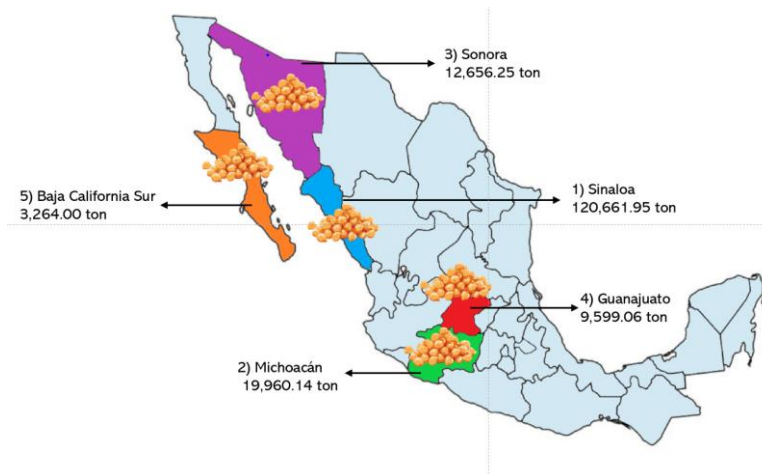 3) Sonora
12,656.25 ton
1) Sinaloa
120,661.95 ton
5) Baja California Sur
3,264.00 ton
4) Guanajuato
9,599.06 ton
2) Michoacán
19,960.14 ton